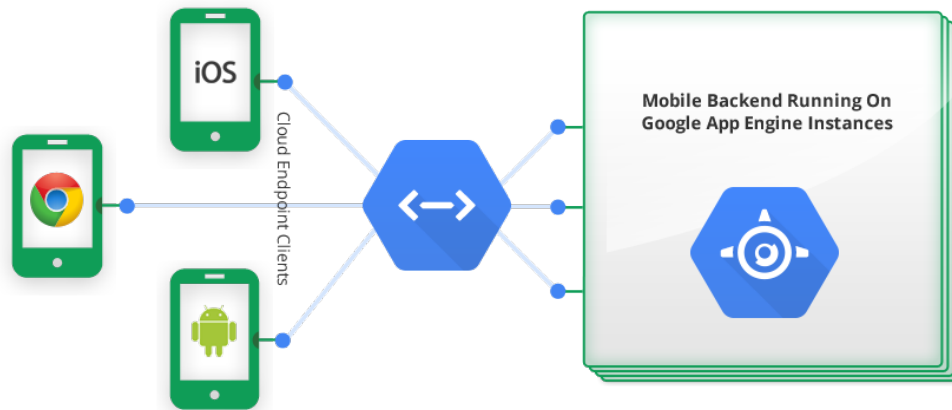 iOS
Cloud Endpoint Clients
Mobile Backend Running On
Google App Engine Instances